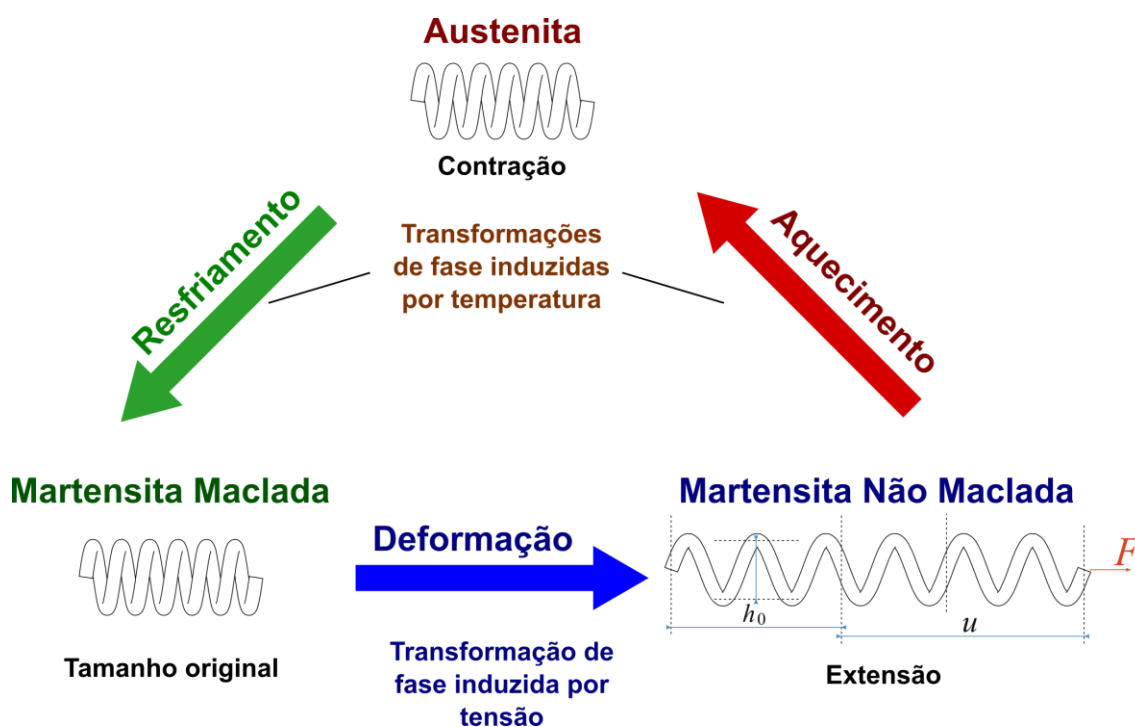 Austenita
Contração
Resfriamento
Transformações
de fase induzidas
por temperatura
Aquecimento
Martensita Maclada
Martensita Não Maclada
Deformação
F
h0
u
Tamanho original
Transformação de
fase induzida por
tensão
Extensão